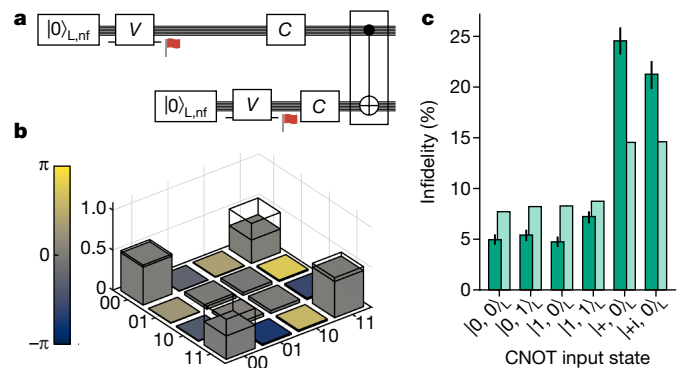 a
|0⟩L,nf
V
C
|0⟩L,nf
V
C
b
π
0
−π
1.0
0.5
0
00
01
10
11
00
01
10
11
c
Infidelity (%)
25
20
15
10
5
0
|0, 0⟩L
|0, 1⟩L
|1, 0⟩L
|1, 1⟩L
|+, 0⟩L
|+i, 0⟩L
CNOT input state